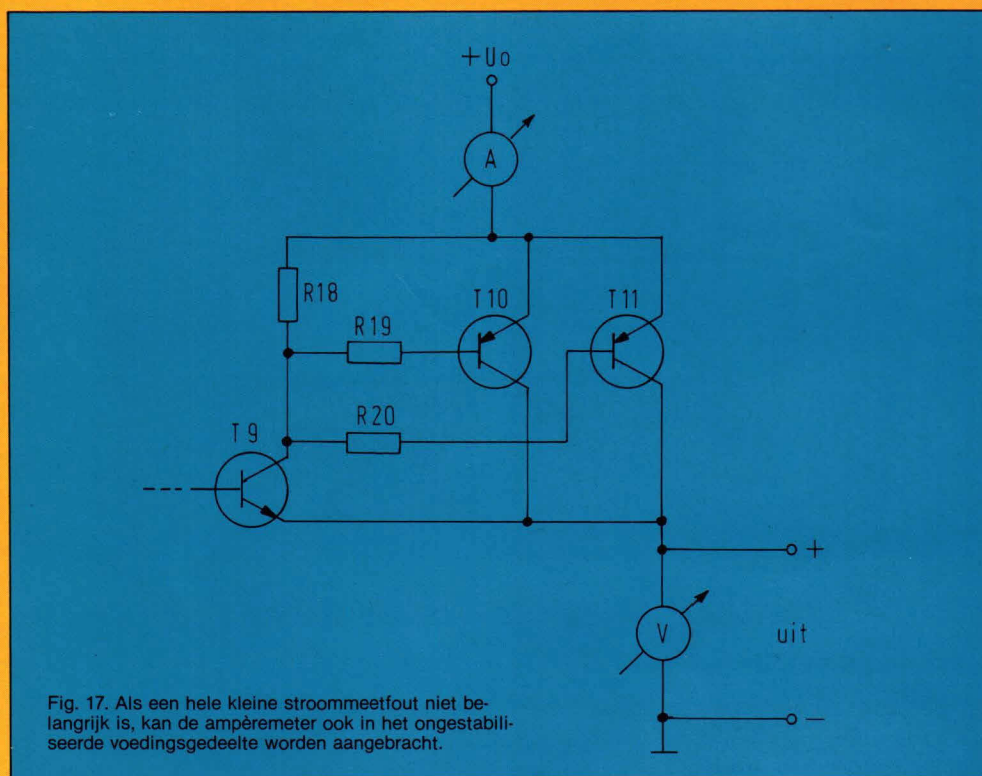 +U0
A
R18
T10
T11
R19
R20
T9
+
V
uit
−
Fig. 17. Als een hele kleine stroommeetfout niet be-
langrijk is, kan de ampèremeter ook in het ongestabili-
seerde voedingsgedeelte worden aangebracht.